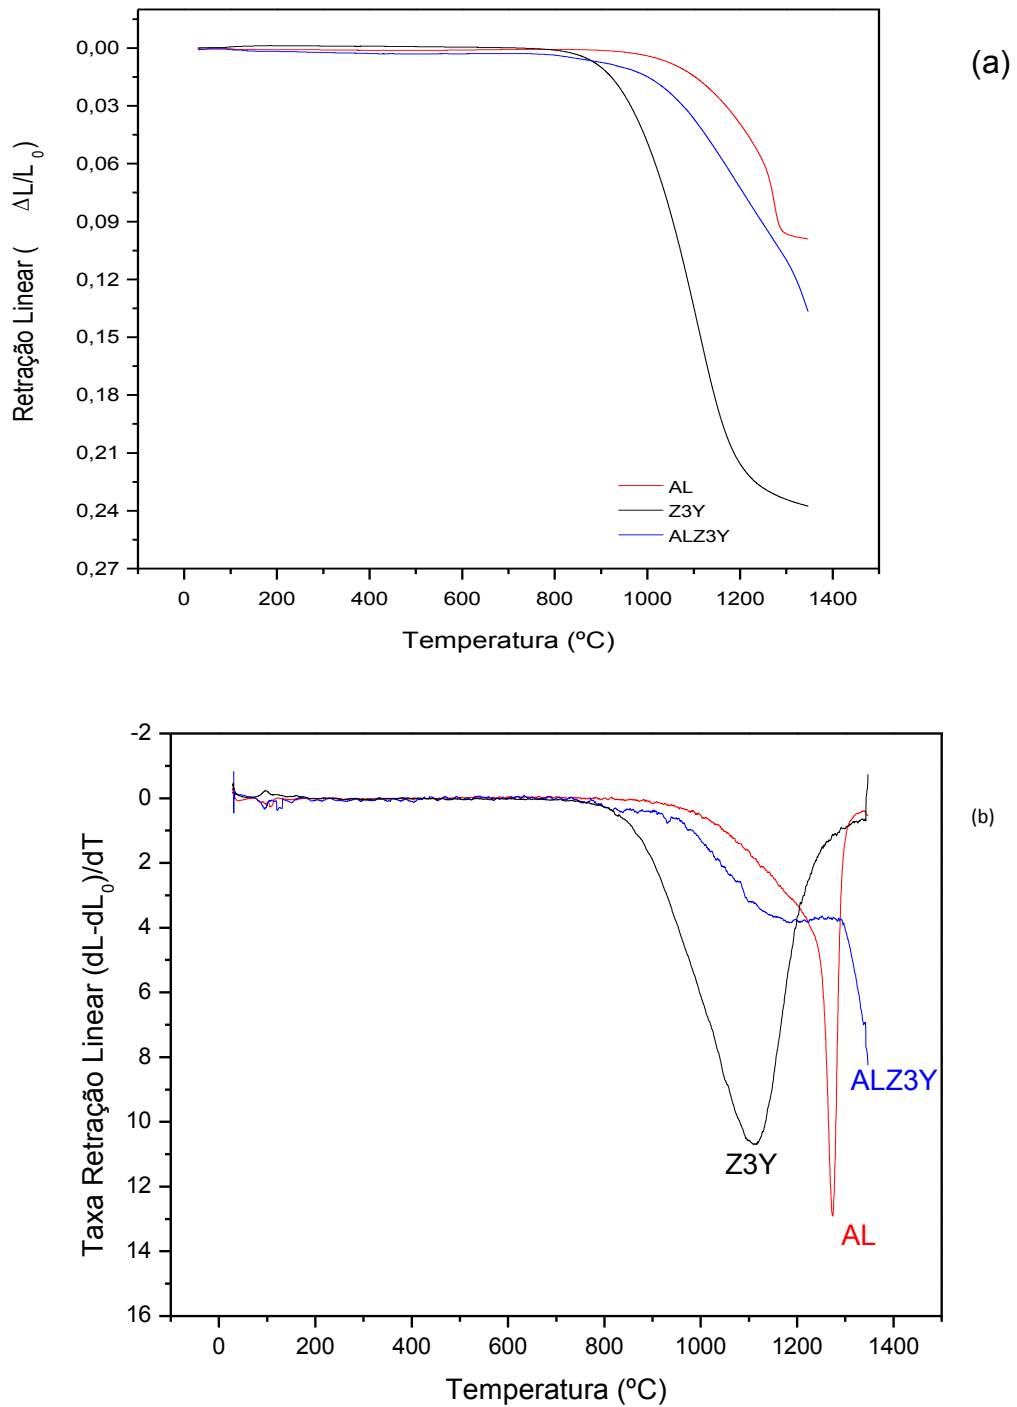 (a)
0,00
0,03
0,06
0,09
0,12
0,15
0,18
0,21
0,24
0,27
Retração Linear ( ΔL/L0)
AL
Z3Y
ALZ3Y
0 200 400 600 800 1000 1200 1400
Temperatura (ºC)
(b)
-2
0
2
4
6
8
10
12
14
16
Taxa Retração Linear (dL-dL0)/dT
ALZ3Y
Z3Y
AL
0 200 400 600 800 1000 1200 1400
Temperatura (ºC)